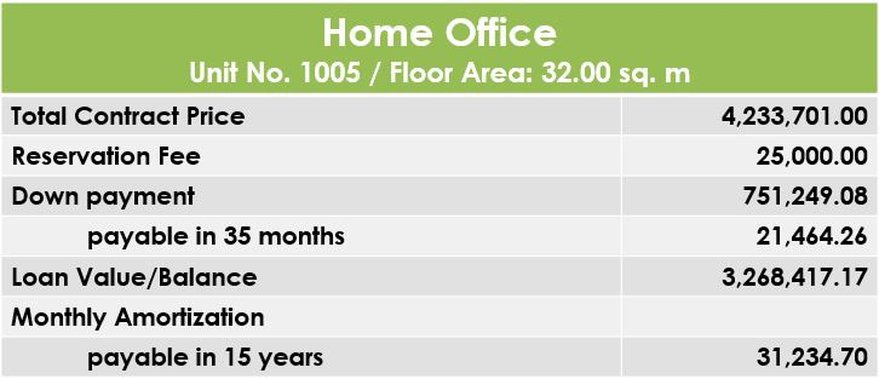 Home Office
Unit No. 1005 / Floor Area: 32.00 sq. m
Total Contract Price 4,233,701.00
Reservation Fee 25,000.00
Down payment 751,249.08
payable in 35 months 21,464.26
Loan Value/Balance 3,268,417.17
Monthly Amortization
payable in 15 years 31,234.70